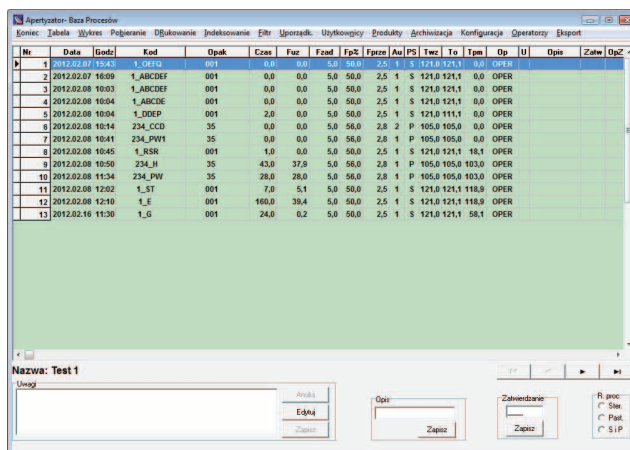 Apertyzator- Baza Procesów
Koniec Tabela Wykres Pobieranie DRukowanie Indeksowanie Filtr Uporządk. Użytkownicy Produkty Archiwizacja Konfiguracja Operatorzy Eksport
Nr Data Godz Kod Opak Czas Fuz Fzad Fp% Fprze Au PS Twz To Tpm Op U Opis Zatw OpZ
1 2012.02.07 15:43 1_OEFQ 001 0,0 0,0 5,0 50,0 2,5 1 S 121,0 121,1 0,0 OPER
2 2012.02.07 16:09 1_ABCDEF 001 0,0 0,0 5,0 50,0 2,5 1 S 121,0 121,1 0,0 OPER
3 2012.02.08 10:03 1_ABCDEF 001 0,0 0,0 5,0 50,0 2,5 1 S 121,0 121,1 0,0 OPER
4 2012.02.08 10:04 1_ABCDE 001 0,0 0,0 5,0 50,0 2,5 1 S 121,0 121,1 0,0 OPER
5 2012.02.08 10:04 1_DDEP 001 2,0 0,0 5,0 50,0 2,5 1 S 121,0 111,1 0,0 OPER
6 2012.02.08 10:14 234_CCD 35 0,0 0,0 5,0 56,0 2,8 2 P 105,0 105,0 0,0 OPER
7 2012.02.08 10:41 234_PW1 35 0,0 0,0 5,0 56,0 2,8 1 P 105,0 105,0 0,0 OPER
8 2012.02.08 10:45 1_RSR 001 1,0 0,0 5,0 50,0 2,5 1 S 121,0 121,1 18,1 OPER
9 2012.02.08 10:50 234_H 35 43,0 37,9 5,0 56,0 2,8 1 P 105,0 105,0 103,0 OPER
10 2012.02.08 11:34 234_PW 35 28,0 28,0 5,0 56,0 2,8 1 P 105,0 105,0 103,0 OPER
11 2012.02.08 12:02 1_ST 001 7,0 5,1 5,0 50,0 2,5 1 S 121,0 121,1 118,9 OPER
12 2012.02.08 12:10 1_E 001 160,0 39,4 5,0 50,0 2,5 1 S 121,0 121,1 118,9 OPER
13 2012.02.16 11:30 1_G 001 24,0 0,2 5,0 50,0 2,5 1 S 121,0 121,1 58,1 OPER
Nazwa: Test 1
Uwagi
Anuluj
Edytuj
Zapisz
Opis
Zapisz
Zatwierdzanie
Zapisz
R. proc
Ster.
Past.
S i P